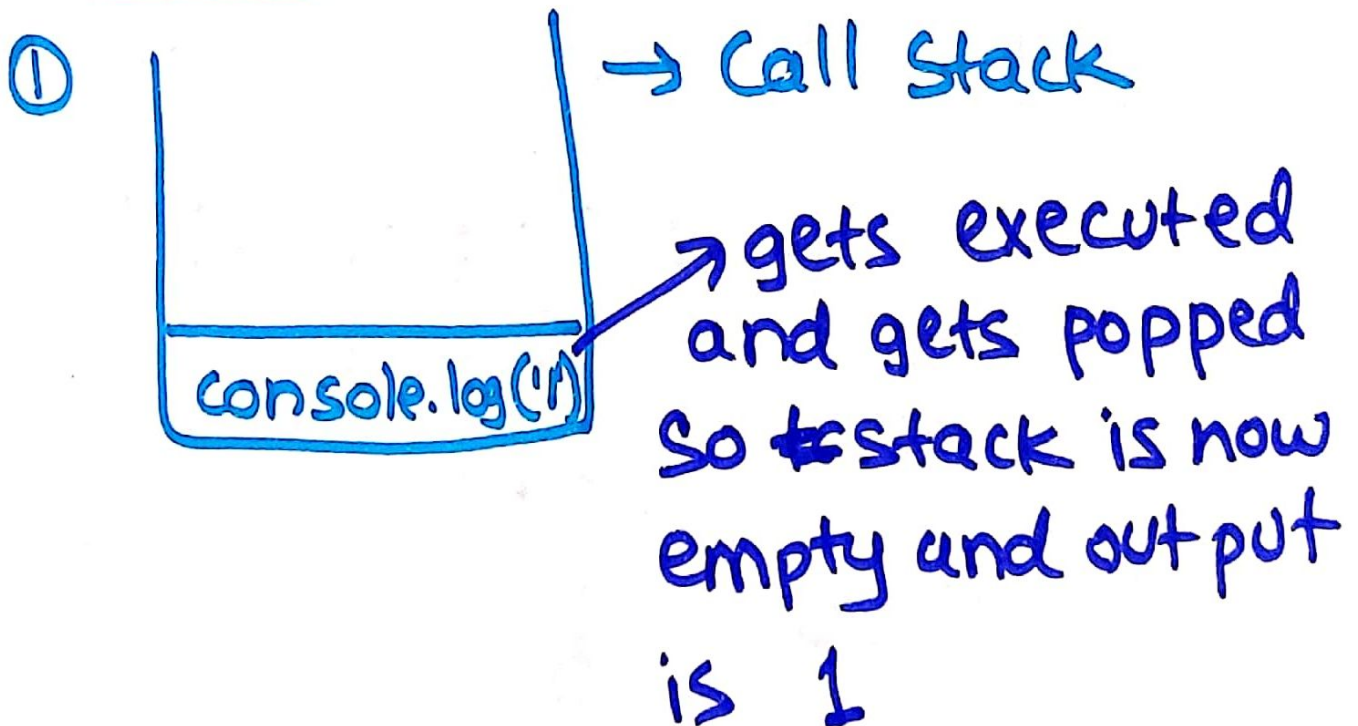 ① → Call Stack
console.log('1')
→ gets executed
and gets popped
so stack is now
empty and output
is 1